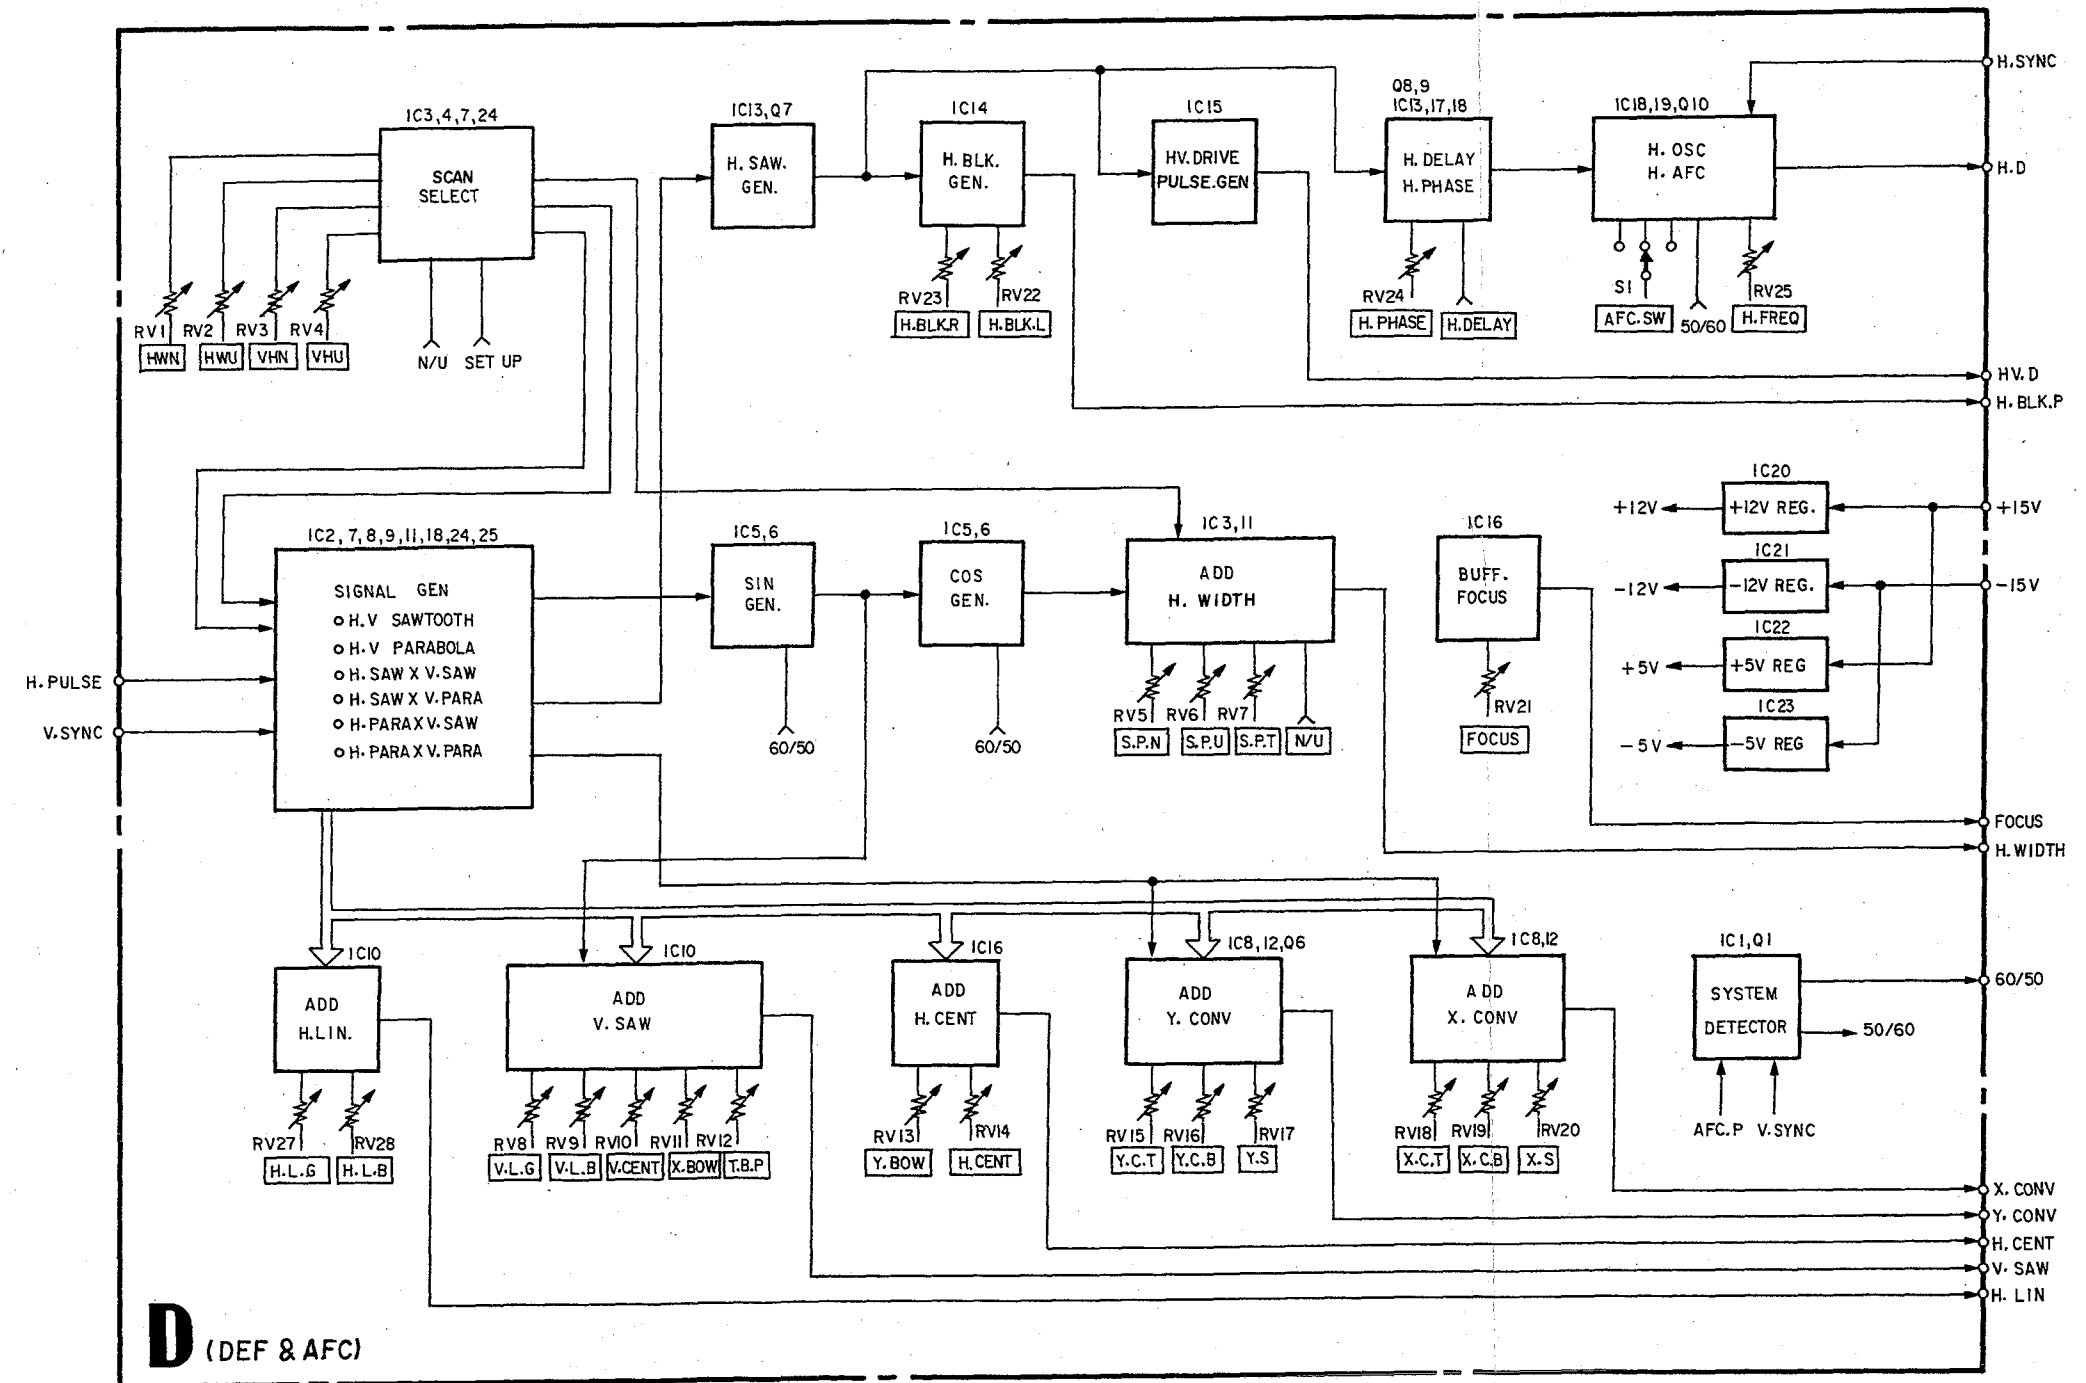 H.SYNC
Q8,9
IC3,4,7,24
IC13,Q7
IC14
IC15
IC13,17,18
IC18,19,Q10
SCAN
SELECT
H. SAW.
GEN.
H. BLK.
GEN.
HV.DRIVE
PULSE.GEN
H. DELAY
H. PHASE
H. OSC
H. AFC
H.D
RV1
RV2
RV3
RV4
HWN
HWU
VHN
VHU
N/U
SET UP
RV23
RV22
H.BLK.R
H.BLK.L
RV24
H. PHASE
H.DELAY
S1
AFC.SW
50/60
RV25
H.FREQ
HV.D
H.BLK.P
IC20
+12V
+12V REG.
+15V
IC21
-12V
-12V REG.
-15V
IC22
+5V
+5V REG
IC23
-5V
-5V REG
IC2,7,8,9,11,18,24,25
IC5,6
IC5,6
IC3,11
IC16
SIGNAL GEN
H.V SAWTOOTH
H.V PARABOLA
H.SAW X V.SAW
H.SAW X V.PARA
H.PARA X V.SAW
H.PARA X V.PARA
SIN
GEN.
COS
GEN.
ADD
H. WIDTH
BUFF.
FOCUS
H.PULSE
V.SYNC
60/50
60/50
RV5
RV6
RV7
S.P.N
S.P.U
S.P.T
N/U
RV21
FOCUS
FOCUS
H.WIDTH
IC10
IC10
IC16
IC8,12,Q6
IC8,12
IC1,Q1
ADD
H.LIN.
ADD
V. SAW
ADD
H.CENT
ADD
Y. CONV
ADD
X. CONV
SYSTEM
DETECTOR
60/50
50/60
AFC.P
V.SYNC
RV27
RV28
H.L.G
H.L.B
RV8
RV9
RV10
RV11
RV12
V.L.G
V.L.B
V.CENT
X.BOW
T.B.P
RV13
RV14
Y.BOW
H.CENT
RV15
RV16
RV17
Y.C.T
Y.C.B
Y.S
RV18
RV19
RV20
X.C.T
X.C.B
X.S
X. CONV
Y. CONV
H. CENT
V. SAW
H. LIN
D (DEF & AFC)